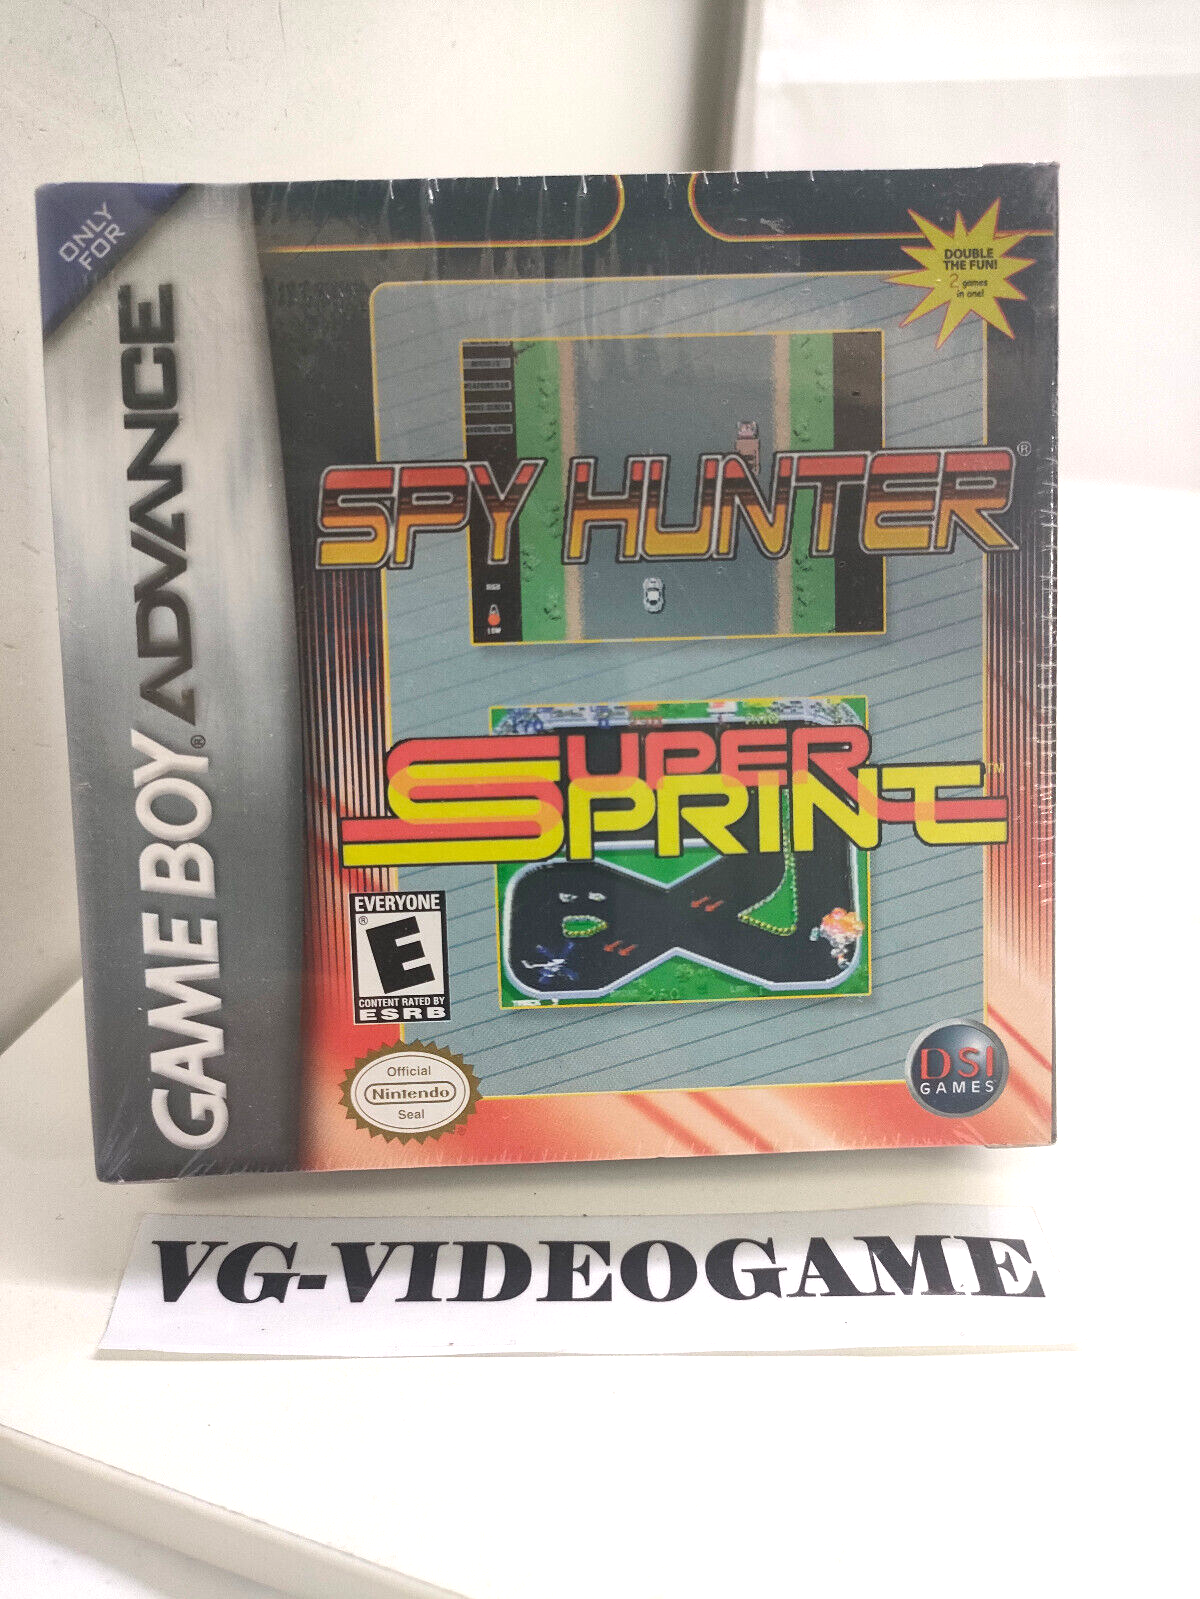 ONLY
FOR
GAME BOY ADVANCE
®
DOUBLE
THE FUN!
2 games
in one!
SPY HUNTER
®
SUPER
SPRINT
TM
EVERYONE
®
E
CONTENT RATED BY
ESRB
Official
Nintendo
Seal
DSI
GAMES
VG-VIDEOGAME